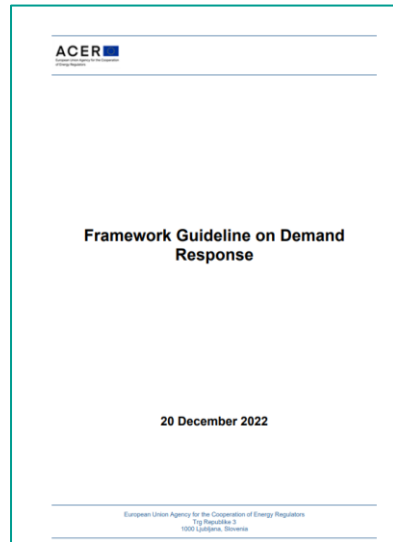 ACER
European Union Agency for the Cooperation
of Energy Regulators
Framework Guideline on Demand
Response
20 December 2022
European Union Agency for the Cooperation of Energy Regulators
Trg Republike 3
1000 Ljubljana, Slovenia